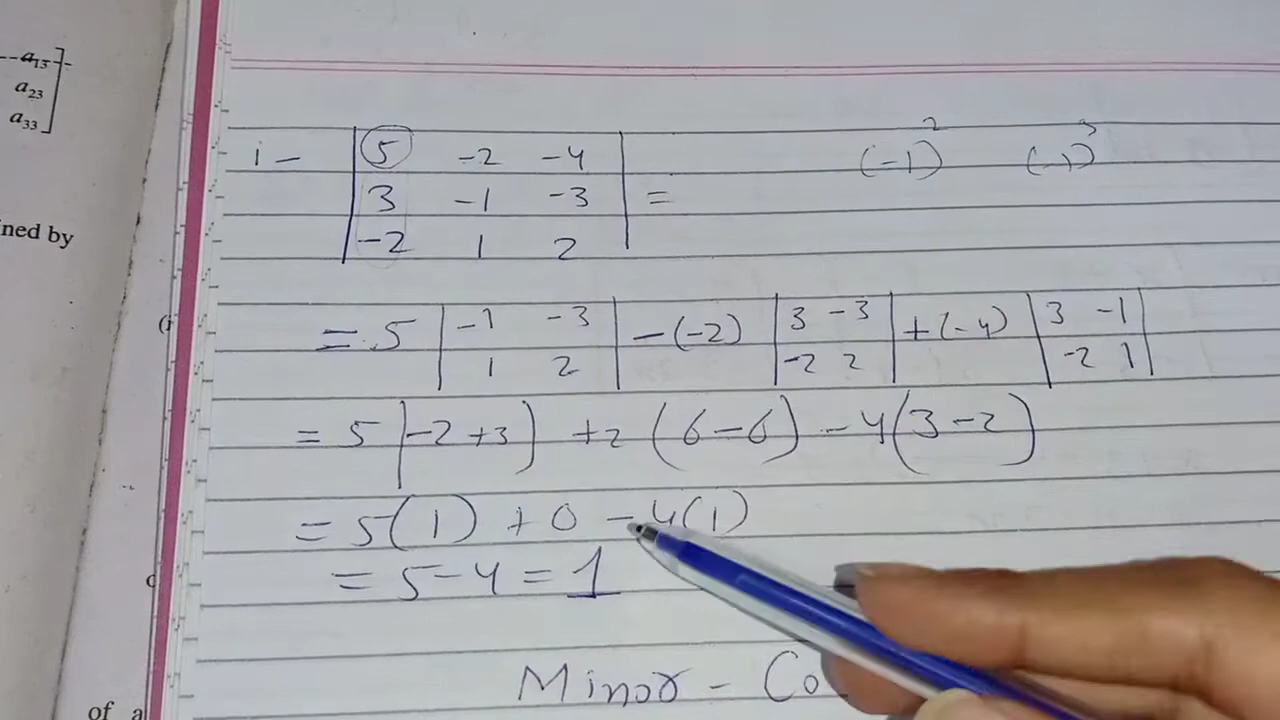 a₁₃
a₂₃
a₃₃
ned by
of a
i - | 5 -2 -4 | (-1)² (-1)³
| 3 -1 -3 | =
| -2 1 2 |
= 5 | -1 -3 | -(-2) | 3 -3 | +(-4) | 3 -1 |
| 1 2 | | -2 2 | | -2 1 |
= 5 (-2+3) +2 (6-6) -4(3-2)
= 5(1) + 0 - 4(1)
= 5-4 = 1
Minor - Co